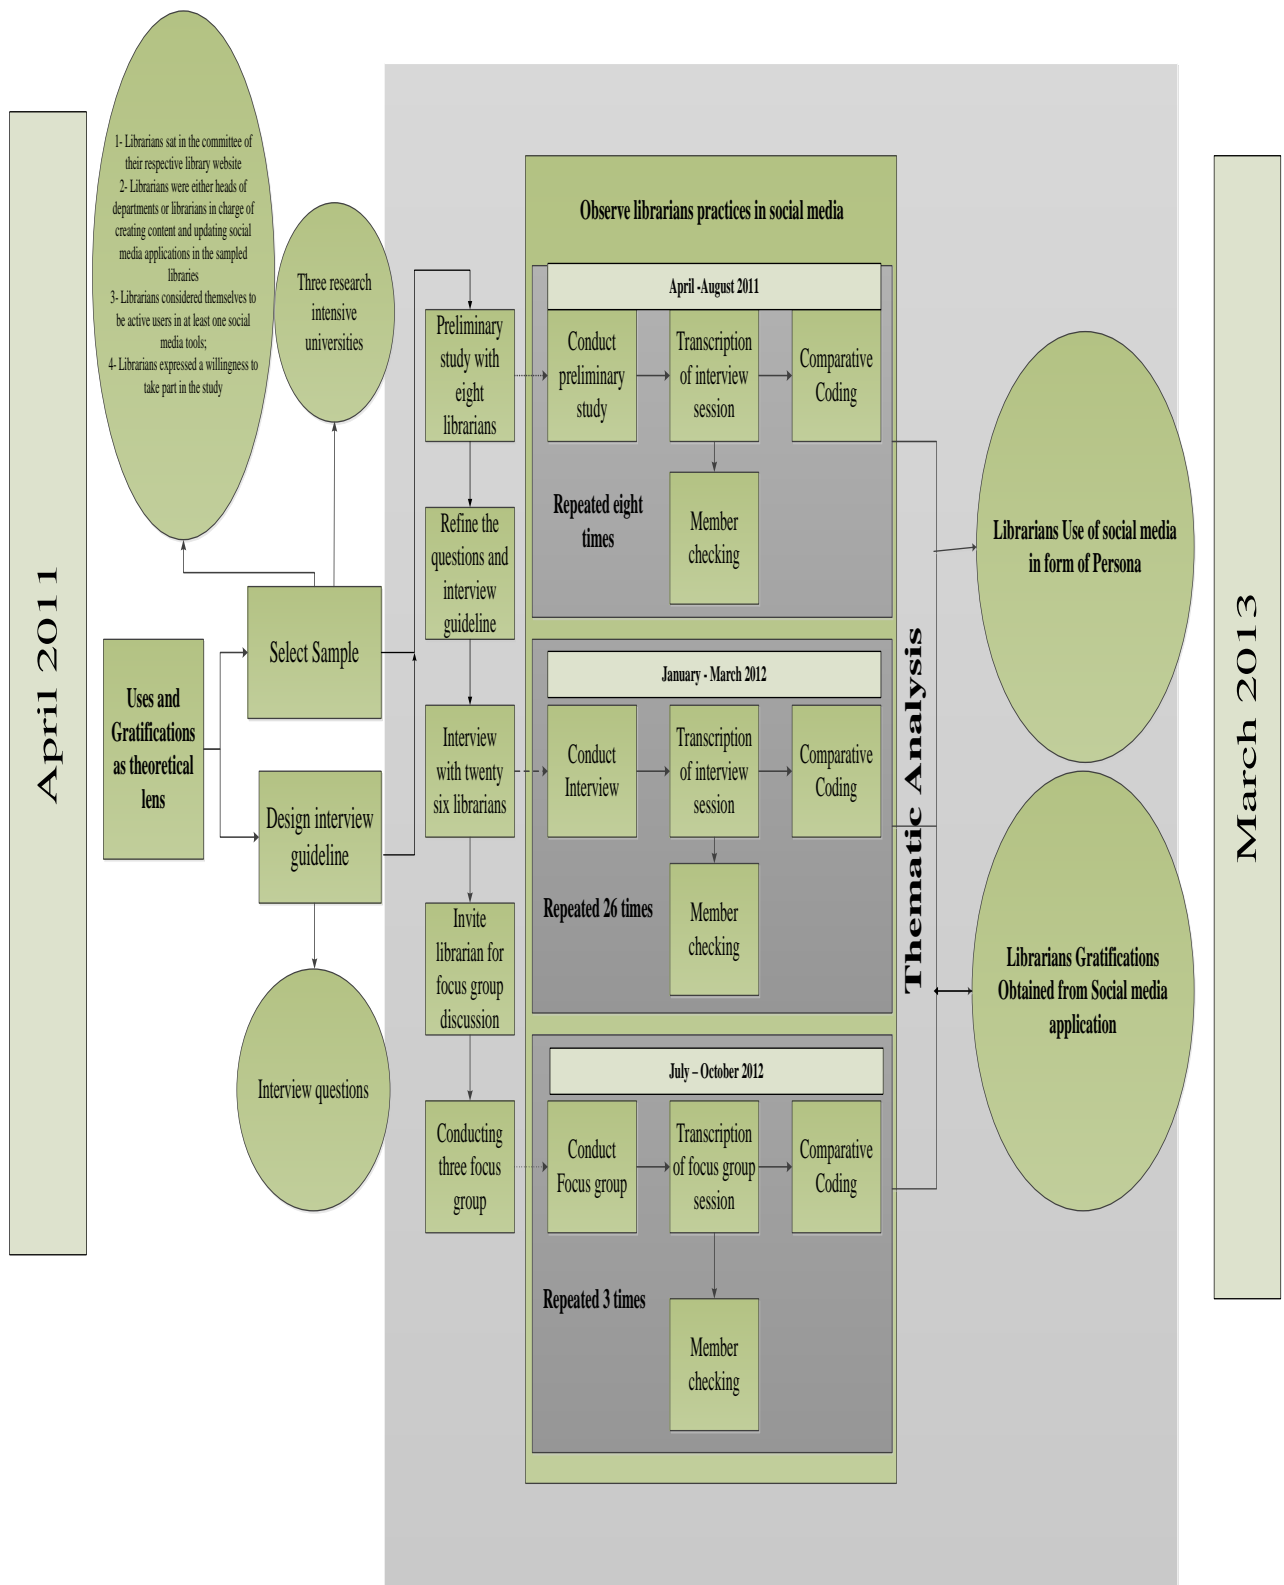 April 2011
1- Librarians sat in the committee of
their respective library website
2- Librarians were either heads of
departments or librarians in charge of
creating content and updating social
media applications in the sampled
libraries
3- Librarians considered themselves to
be active users in at least one social
media tools;
4- Librarians expressed a willingness to
take part in the study
Three research
intensive
universities
Uses and
Gratifications
as theoretical
lens
Select Sample
Design interview
guideline
Interview questions
Preliminary
study with
eight
librarians
Refine the
questions and
interview
guideline
Interview
with twenty
six librarians
Invite
librarian for
focus group
discussion
Conducting
three focus
group
Observe librarians practices in social media
April -August 2011
Conduct
preliminary
study
Transcription
of interview
session
Comparative
Coding
Repeated eight
times
Member
checking
January - March 2012
Conduct
Interview
Transcription
of interview
session
Comparative
Coding
Repeated 26 times
Member
checking
July – October 2012
Conduct
Focus group
Transcription
of focus group
session
Comparative
Coding
Repeated 3 times
Member
checking
Thematic Analysis
Librarians Use of social media
in form of Persona
Librarians Gratifications
Obtained from Social media
application
March 2013